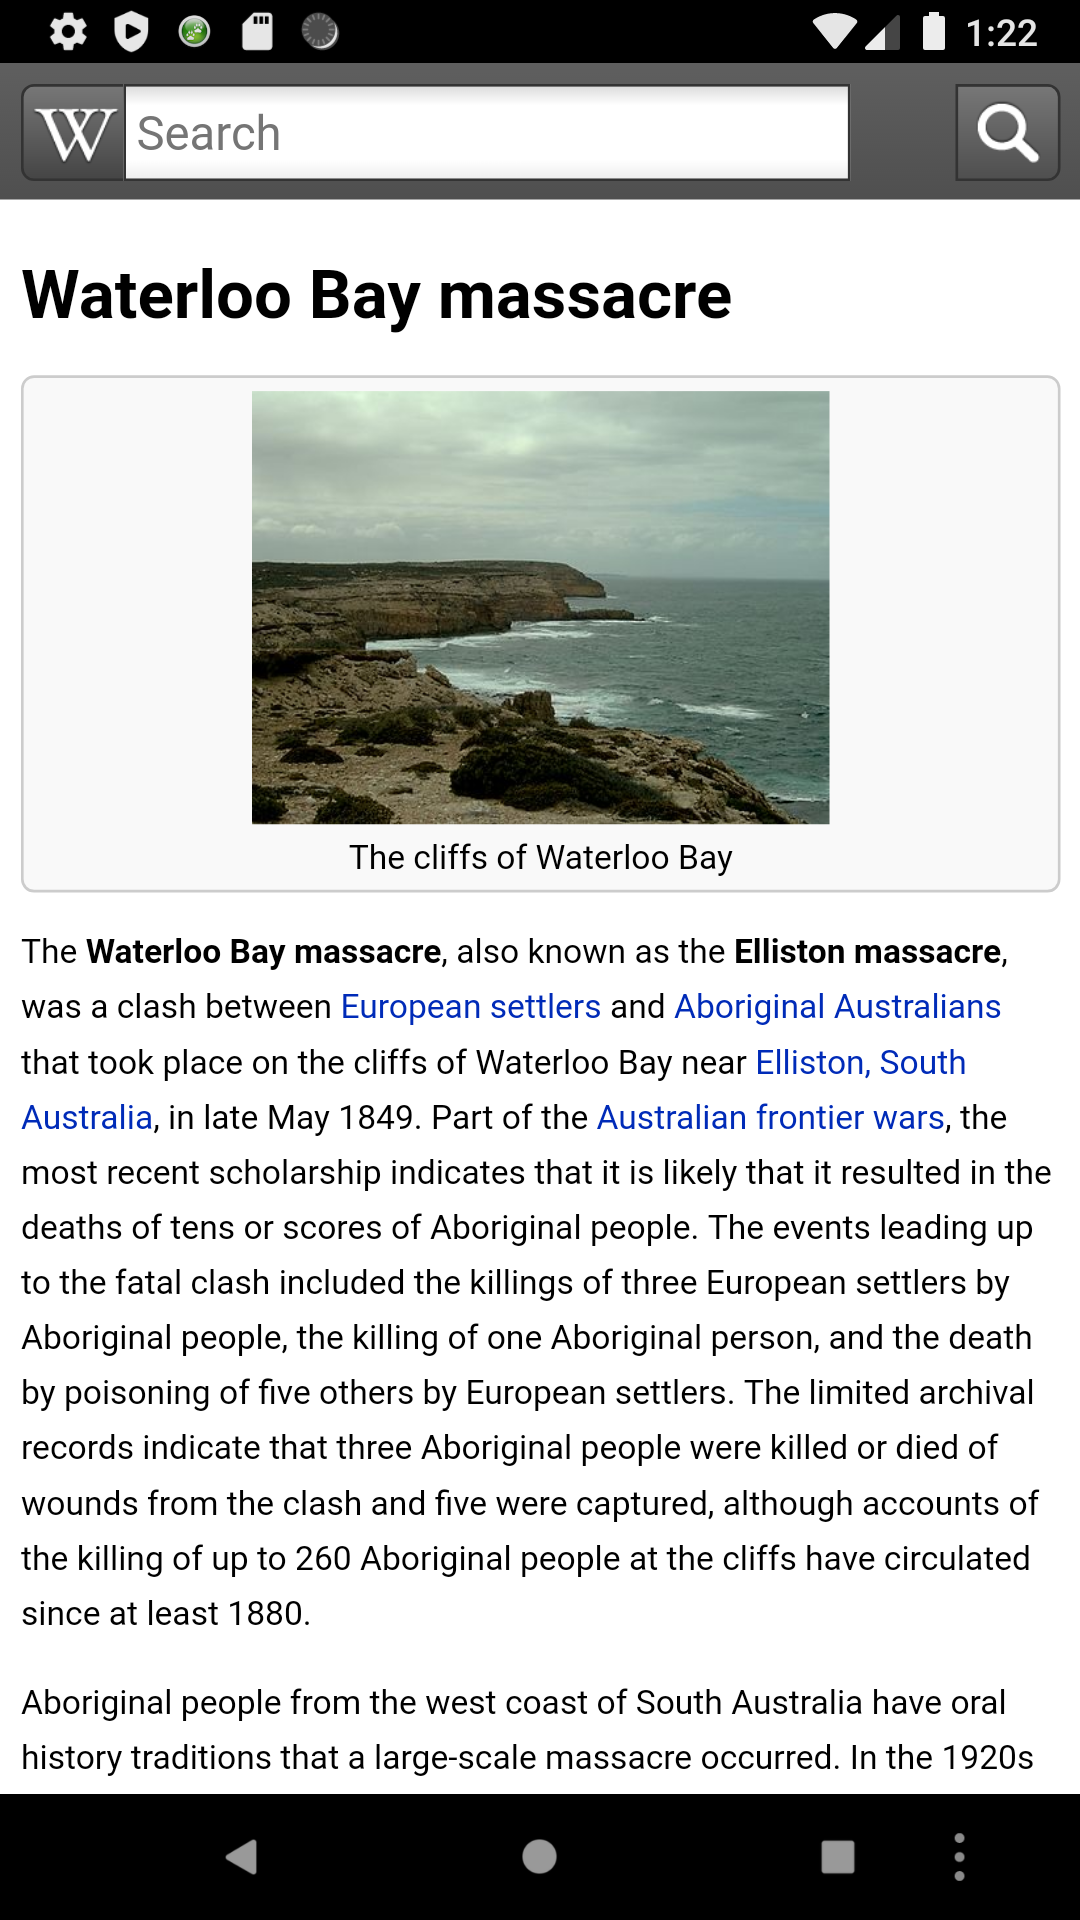 1:22
W Search
Waterloo Bay massacre
The cliffs of Waterloo Bay
The Waterloo Bay massacre, also known as the Elliston massacre,
was a clash between European settlers and Aboriginal Australians
that took place on the cliffs of Waterloo Bay near Elliston, South
Australia, in late May 1849. Part of the Australian frontier wars, the
most recent scholarship indicates that it is likely that it resulted in the
deaths of tens or scores of Aboriginal people. The events leading up
to the fatal clash included the killings of three European settlers by
Aboriginal people, the killing of one Aboriginal person, and the death
by poisoning of five others by European settlers. The limited archival
records indicate that three Aboriginal people were killed or died of
wounds from the clash and five were captured, although accounts of
the killing of up to 260 Aboriginal people at the cliffs have circulated
since at least 1880.
Aboriginal people from the west coast of South Australia have oral
history traditions that a large-scale massacre occurred. In the 1920s